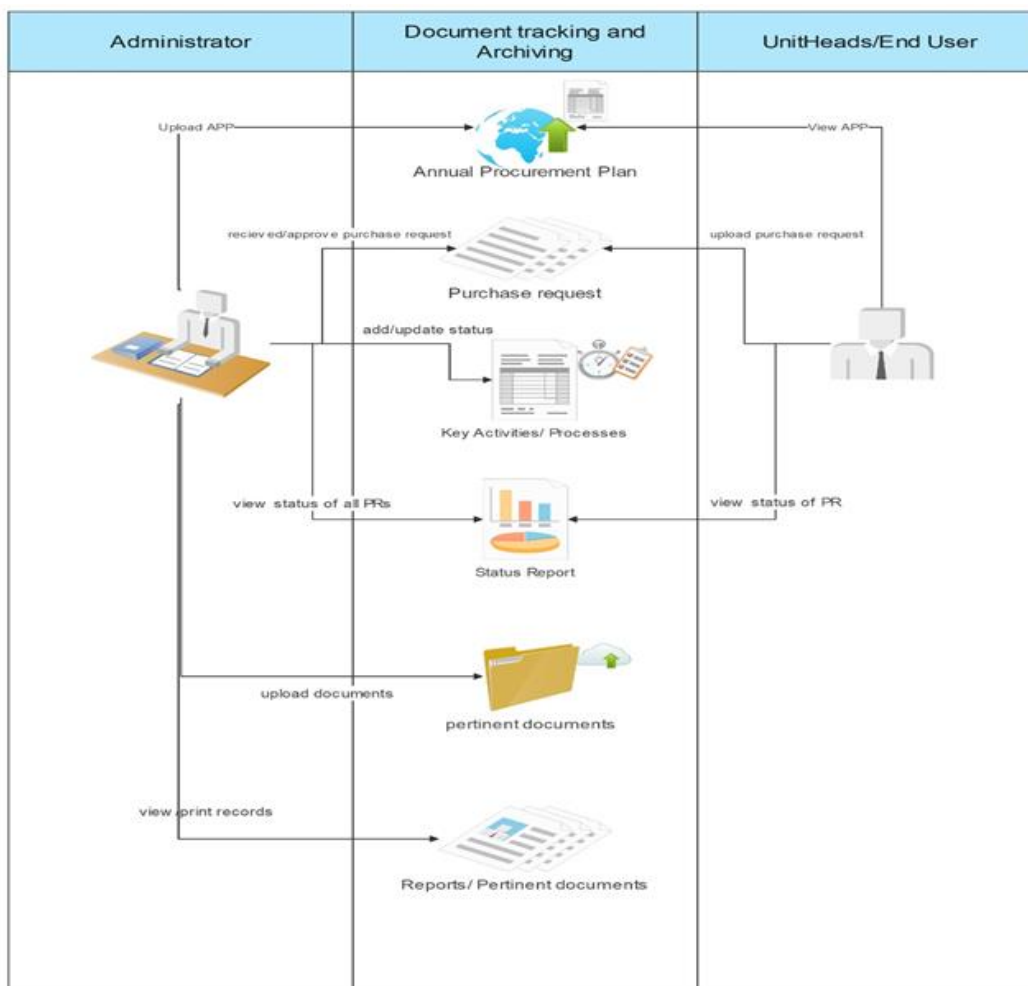 Administrator
Document tracking and
Archiving
UnitHeads/End User
Upload APP
View APP
Annual Procurement Plan
recieved/approve purchase request
upload purchase request
Purchase request
add/update status
Key Activities/ Processes
view status of all PRs
view status of PR
Status Report
upload documents
pertinent documents
view /print records
Reports/ Pertinent documents